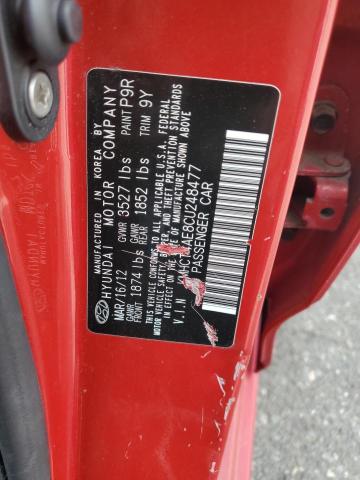 MANUFACTURED IN KOREA BY
HYUNDAI MOTOR COMPANY
MAR/16/12 GVWR 3527 lbs PAINT P9R
GAWR FRONT 1874 lbs GAWR REAR 1852 lbs TRIM 9Y
THIS VEHICLE CONFORMS TO ALL APPLICABLE U.S.A. FEDERAL
MOTOR VEHICLE SAFETY, BUMPER, AND THEFT PREVENTION STANDARDS
IN EFFECT ON THE DATE OF MANUFACTURE SHOWN ABOVE.
V.I.N AE8CU248477
PASSENGER CAR